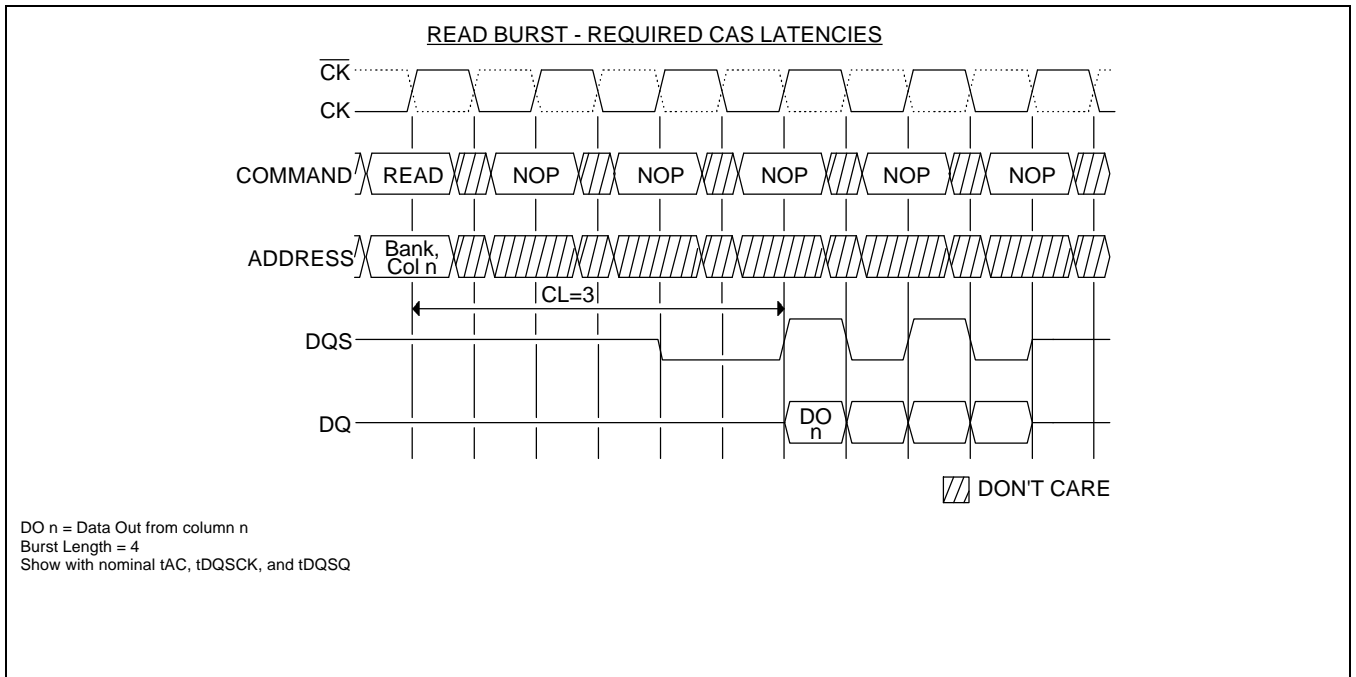 READ BURST - REQUIRED CAS LATENCIES
CK
CK
COMMAND READ NOP NOP NOP NOP NOP
ADDRESS Bank,
Col n
CL=3
DQS
DQ DO
n
DON'T CARE
DO n = Data Out from column n
Burst Length = 4
Show with nominal tAC, tDQSCK, and tDQSQ